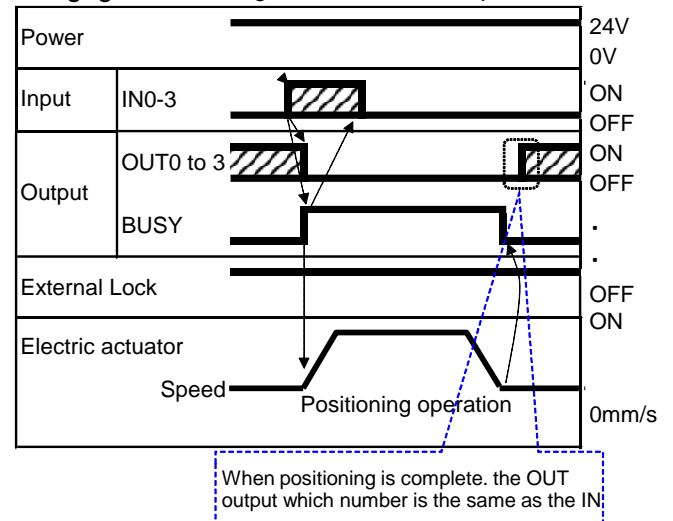 Power
24V
0V
Input
IN0-3
ON
OFF
Output
OUT0 to 3
ON
OFF
BUSY
External Lock
OFF
ON
Electric actuator
Speed
Positioning operation
0mm/s
When positioning is complete. the OUT
output which number is the same as the IN